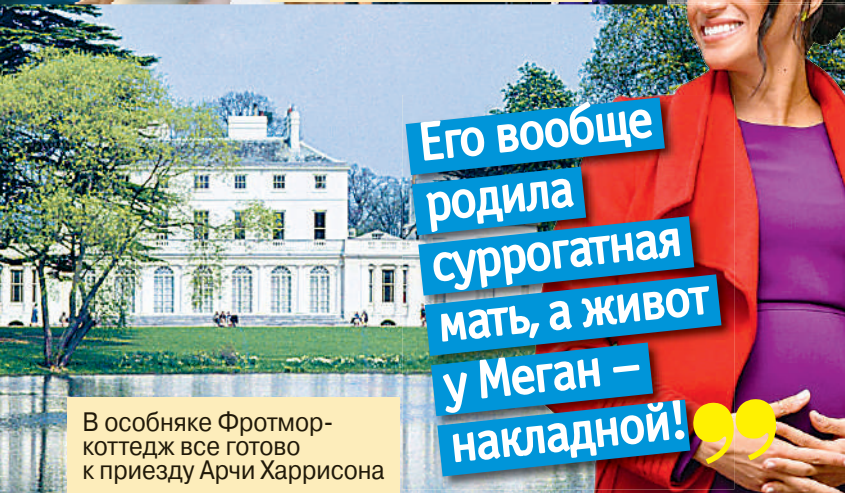 Его вообще
родила
суррогатная
мать, а живот
у Меган –
накладной!”
В особняке Фротмор-
коттедж все готово
к приезду Арчи Харрисона